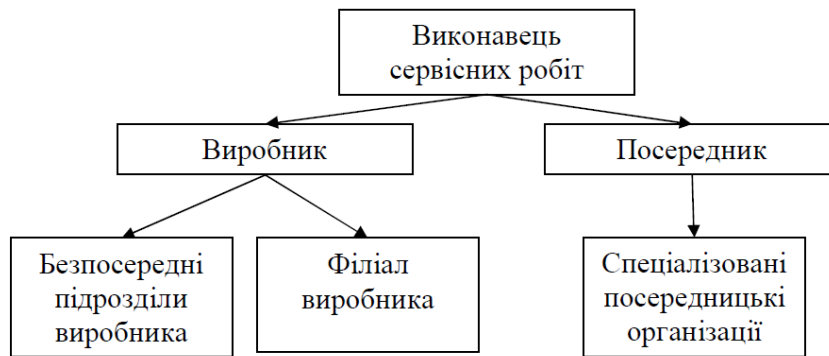 Виконавець
сервісних робіт
Виробник
Посередник
Безпосередні
підрозділи
виробника
Філіал
виробника
Спеціалізовані
посередницькі
організації